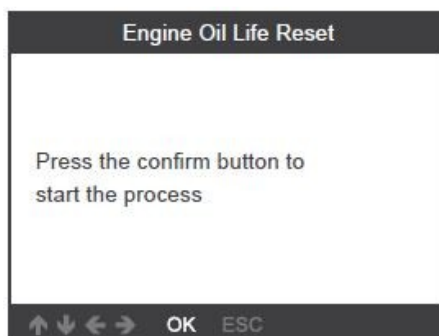 Engine Oil Life Reset
Press the confirm button to
start the process
OK ESC